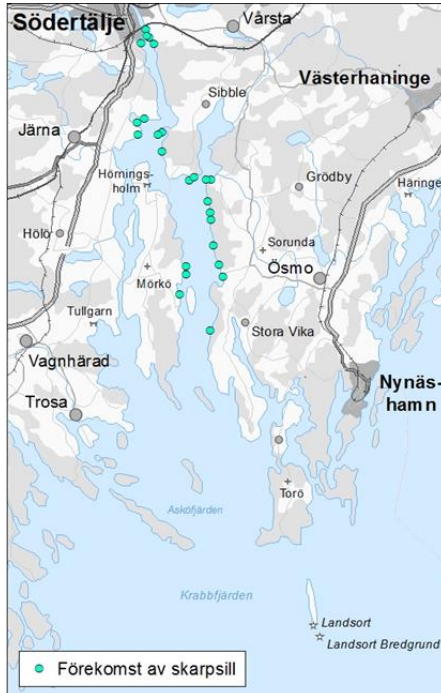 Södertälje
Vårsta
Västerhaninge
Sibble
Järna
Hörnings-
holm
Grödby
Häringe
Hölö
Sorunda
Mörkö
Ösmo
Tullgarn
Stora Vika
Vagnhärad
Nynäs-
hamn
Trosa
Torö
Asköfjärden
Krabbfjärden
Landsort
Landsort Bredgrund
Förekomst av skarpsill